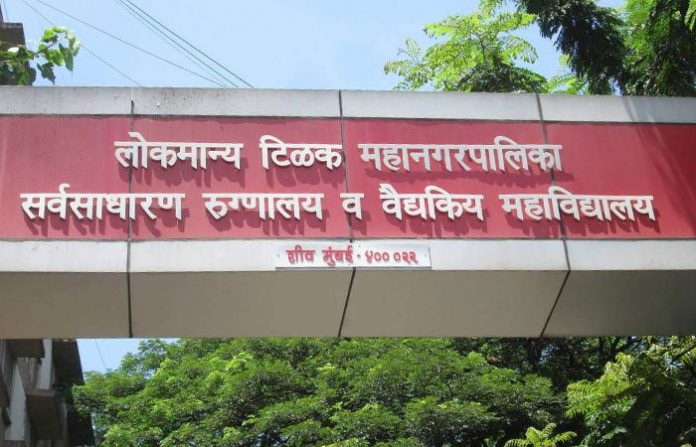 लोकमान्य टिळक महानगरपालिका
सर्वसाधारण रुग्णालय व वैद्यकिय महाविद्यालय
शीव मुंबई - ४०० ०२२